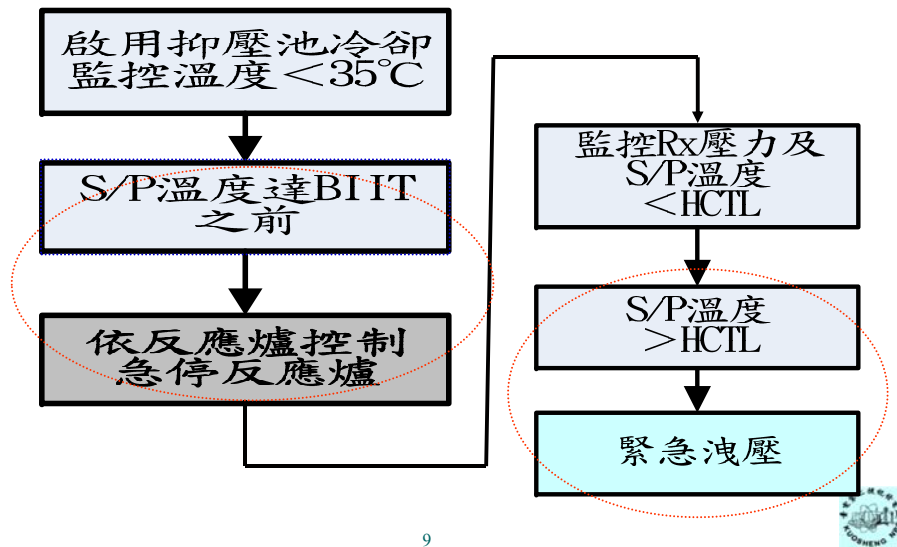 啟用抑壓池冷卻
監控溫度＜35℃
S/P溫度達BIIT
之前
依反應爐控制
急停反應爐
監控Rx壓力及
S/P溫度
＜HCTL
S/P溫度
＞HCTL
緊急洩壓
9
KUOSHENG